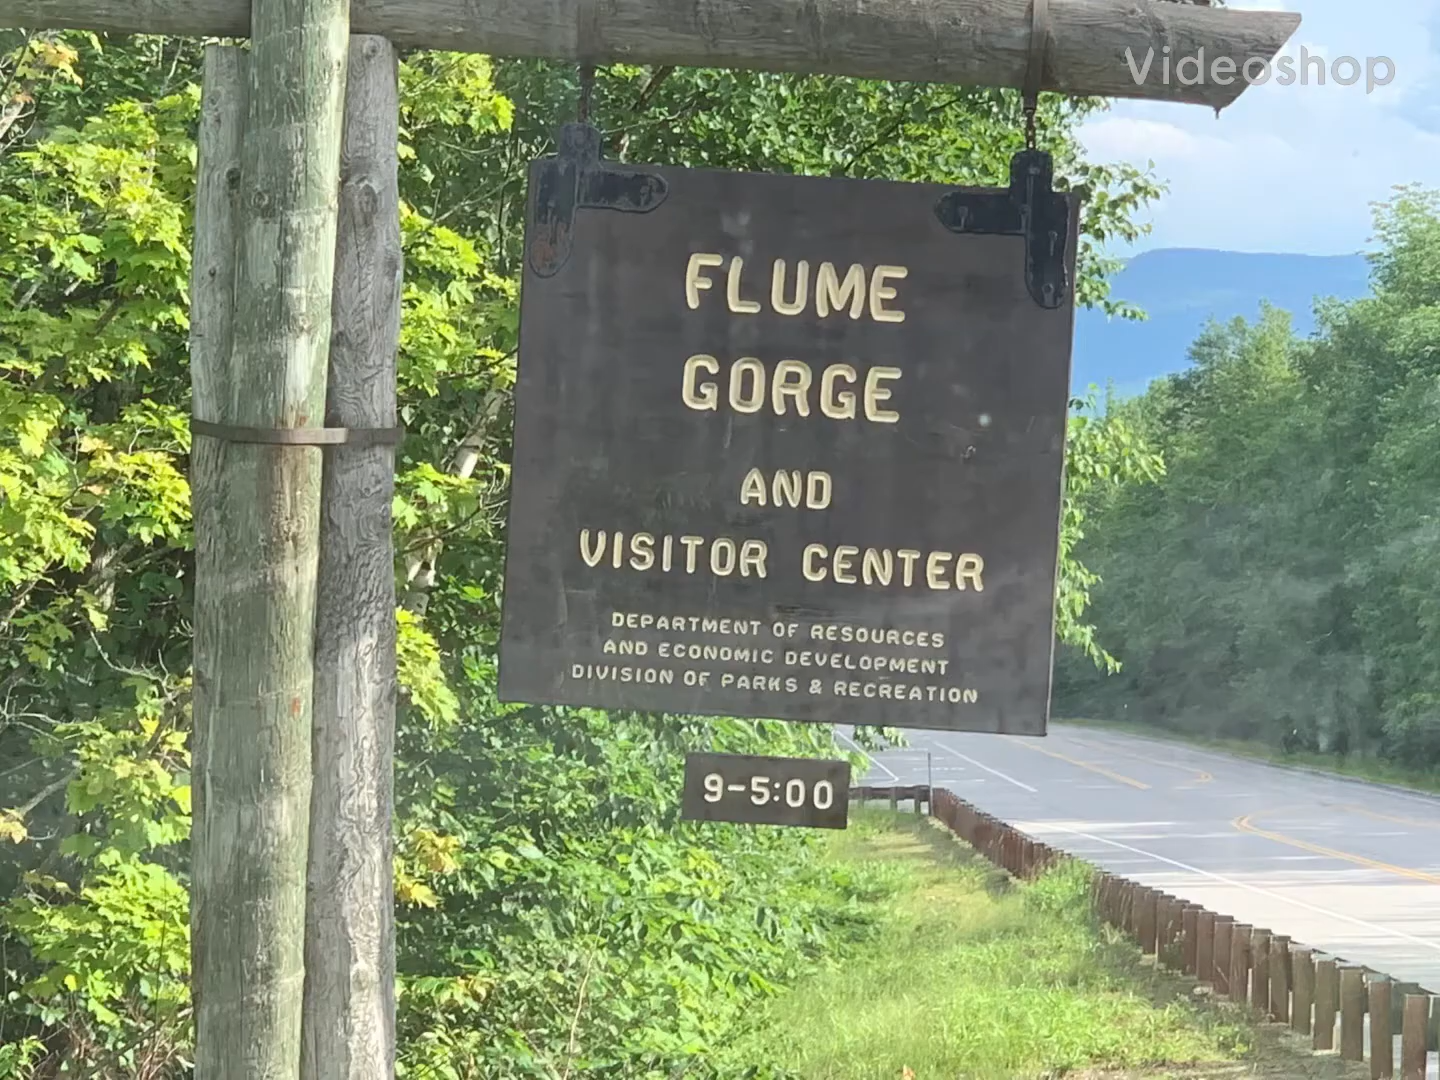 Videoshop
FLUME
GORGE
AND
VISITOR CENTER
DEPARTMENT OF RESOURCES
AND ECONOMIC DEVELOPMENT
DIVISION OF PARKS & RECREATION
9-5:00